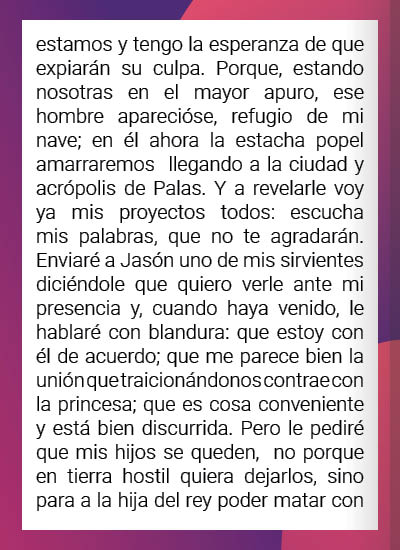 estamos y tengo la esperanza de que
expiarán su culpa. Porque, estando
nosotras en el mayor apuro, ese
hombre aparecióse, refugio de mi
nave; en él ahora la estacha popel
amarraremos llegando a la ciudad y
acrópolis de Palas. Y a revelarle voy
ya mis proyectos todos: escucha
mis palabras, que no te agradarán.
Enviaré a Jasón uno de mis sirvientes
diciéndole que quiero verle ante mi
presencia y, cuando haya venido, le
hablaré con blandura: que estoy con
él de acuerdo; que me parece bien la
unión que traicionándonos contrae con
la princesa; que es cosa conveniente
y está bien discurrida. Pero le pediré
que mis hijos se queden, no porque
en tierra hostil quiera dejarlos, sino
para a la hija del rey poder matar con